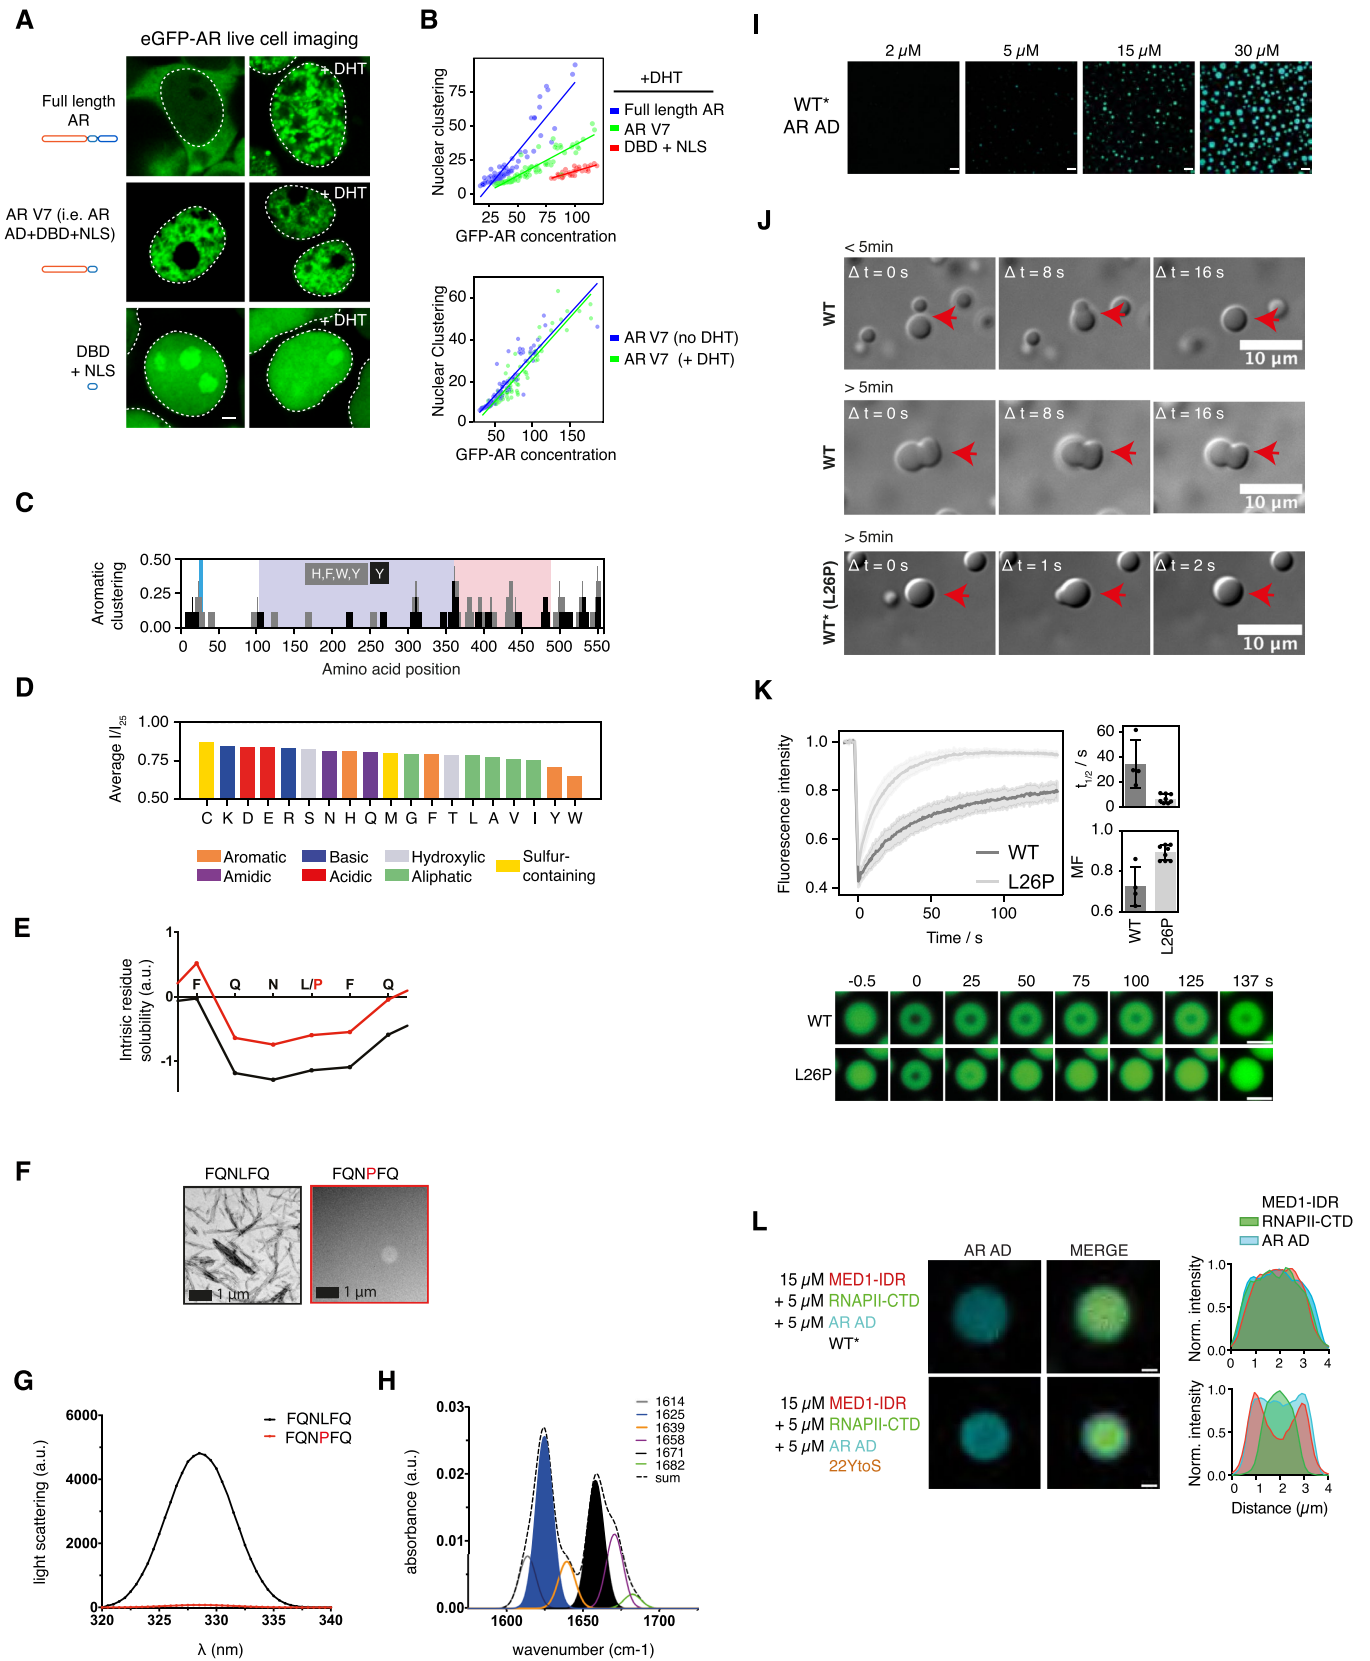 A
eGFP-AR live cell imaging
Full length
AR
+ DHT
AR V7 (i.e. AR
AD+DBD+NLS)
+ DHT
DBD
+ NLS
+ DHT
B
Nuclear clustering
75
50
25
0
25 50 75 100
GFP-AR concentration
+DHT
Full length AR
AR V7
DBD + NLS
Nuclear Clustering
60
40
20
0
50 100 150
GFP-AR concentration
AR V7 (no DHT)
AR V7 (+ DHT)
C
Aromatic
clustering
0.50
0.25
0.00
H,F,W,Y
Y
0 50 100 150 200 250 300 350 400 450 500 550
Amino acid position
D
Average I/I25
1.00
0.75
0.50
C K D E R S N H Q M G F T L A V I Y W
Aromatic
Basic
Hydroxylic
Sulfur-
containing
Amidic
Acidic
Aliphatic
E
Intrisic residue
solubility (a.u.)
1
0
-1
F Q N L/P F Q
F
FQNLFQ
FQNPFQ
1 µm
1 µm
G
light scattering (a.u.)
6000
4000
2000
0
320 325 330 335 340
λ (nm)
FQNLFQ
FQNPFQ
H
absorbance (a.u.)
0.03
0.02
0.01
0.00
1600 1650 1700
wavenumber (cm-1)
1614
1625
1639
1658
1671
1682
sum
I
2 µM
5 µM
15 µM
30 µM
WT*
AR AD
J
< 5min
WT
Δ t = 0 s
Δ t = 8 s
Δ t = 16 s
10 µm
> 5min
WT
Δ t = 0 s
Δ t = 8 s
Δ t = 16 s
10 µm
> 5min
WT* (L26P)
Δ t = 0 s
Δ t = 1 s
Δ t = 2 s
10 µm
K
Fluorescence intensity
1.0
0.8
0.6
0.4
0 50 100
Time / s
WT
L26P
t1/2 / s
60
40
20
0
MF
1.0
0.8
0.6
WT
L26P
-0.5 0 25 50 75 100 125 137 s
WT
L26P
L
AR AD
MERGE
15 µM MED1-IDR
+ 5 µM RNAPII-CTD
+ 5 µM AR AD
WT*
15 µM MED1-IDR
+ 5 µM RNAPII-CTD
+ 5 µM AR AD
22YtoS
MED1-IDR
RNAPII-CTD
AR AD
Norm. intensity
1.0
0.5
0.0
0 1 2 3 4
Norm. intensity
1.0
0.5
0.0
0 1 2 3 4
Distance (µm)